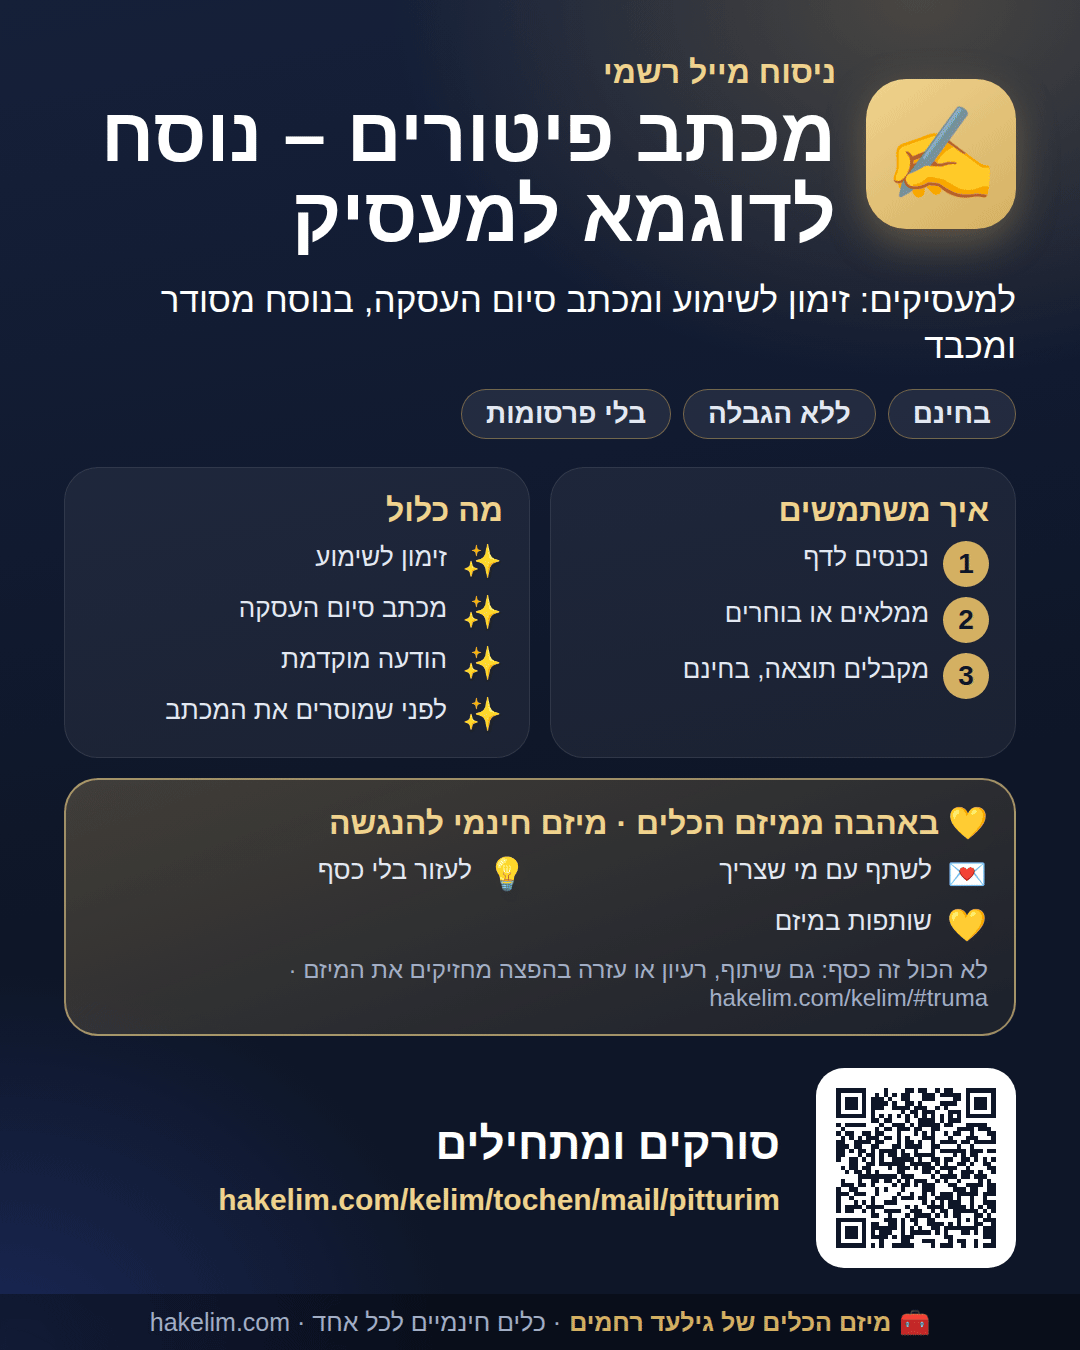 ניסוח מייל רשמי
מכתב פיטורים – נוסח
לדוגמא למעסיק
למעסיקים: זימון לשימוע ומכתב סיום העסקה, בנוסח מסודר
ומכבד
בחינם
ללא הגבלה
בלי פרסומות
איך משתמשים
1 נכנסים לדף
2 ממלאים או בוחרים
3 מקבלים תוצאה, בחינם
מה כלול
זימון לשימוע
מכתב סיום העסקה
הודעה מוקדמת
לפני שמוסרים את המכתב
באהבה ממיזם הכלים · מיזם חינמי להנגשה
לשתף עם מי שצריך
לעזור בלי כסף
שותפות במיזם
לא הכול זה כסף: גם שיתוף, רעיון או עזרה בהפצה מחזיקים את המיזם ·
hakelim.com/kelim/#truma
סורקים ומתחילים
hakelim.com/kelim/tochen/mail/pitturim
מיזם הכלים של גילעד רחמים · כלים חינמיים לכל אחד · hakelim.com